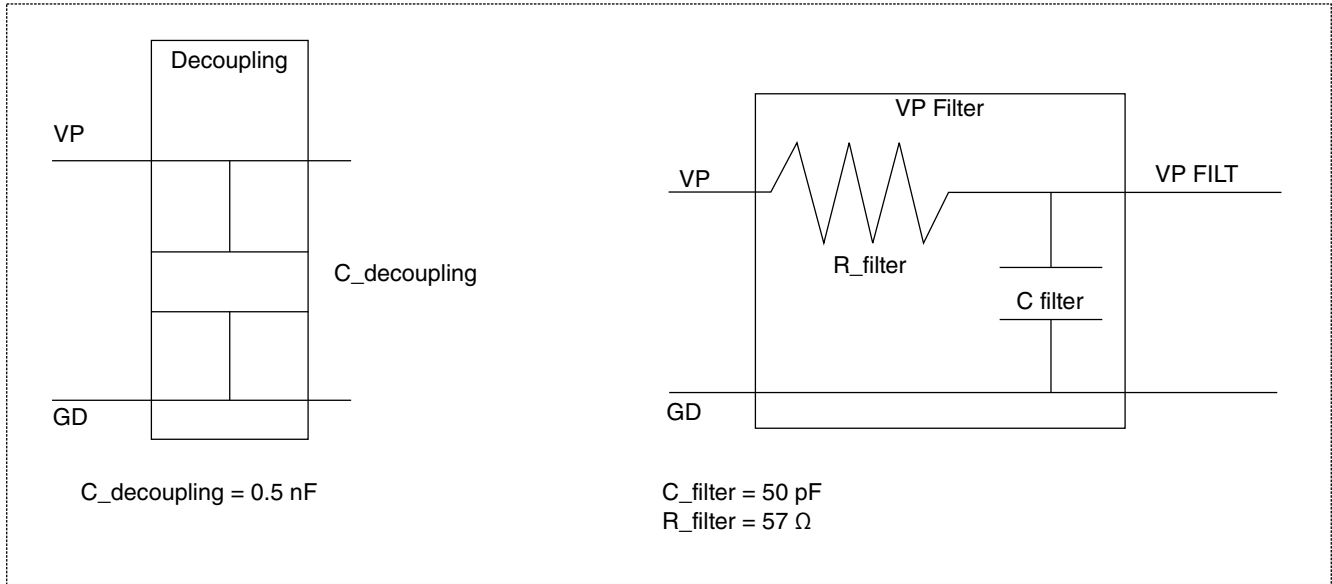 Decoupling
VP
C_decoupling
GD
C_decoupling = 0.5 nF
VP Filter
VP
VP FILT
R_filter
C filter
GD
C_filter = 50 pF
R_filter = 57 Ω